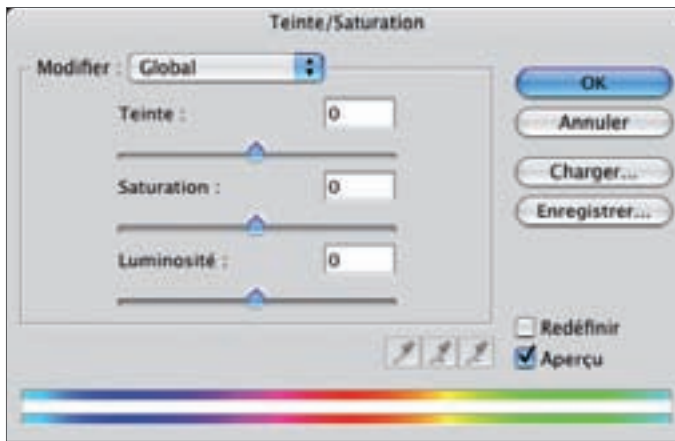 Teinte/Saturation
Modifier : Global
OK
Teinte : 0
Annuler
Charger...
Saturation : 0
Enregistrer...
Luminosité : 0
Redéfinir
Aperçu